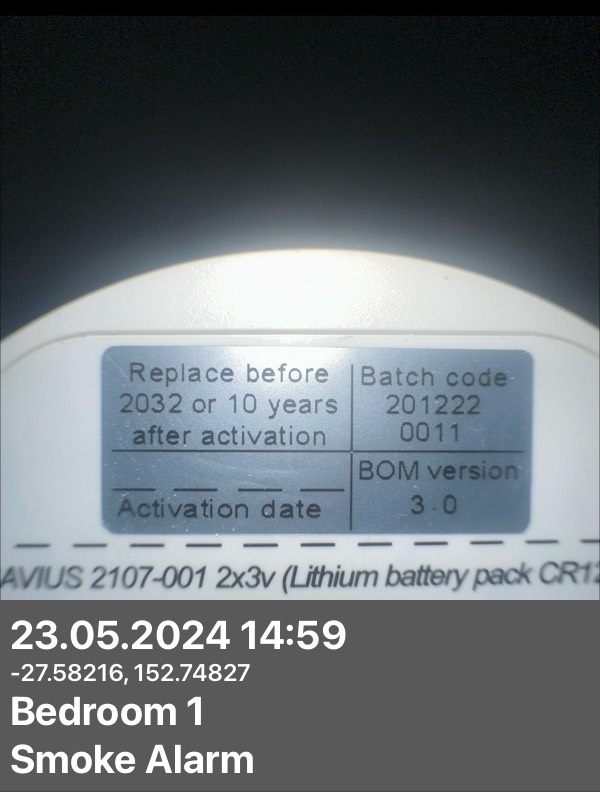 Replace before
2032 or 10 years
after activation
Batch code
201222
0011
Activation date
BOM version
3.0
AVIUS 2107-001 2x3v (Lithium battery pack
23.05.2024 14:59
-27.58216, 152.74827
Bedroom 1
Smoke Alarm